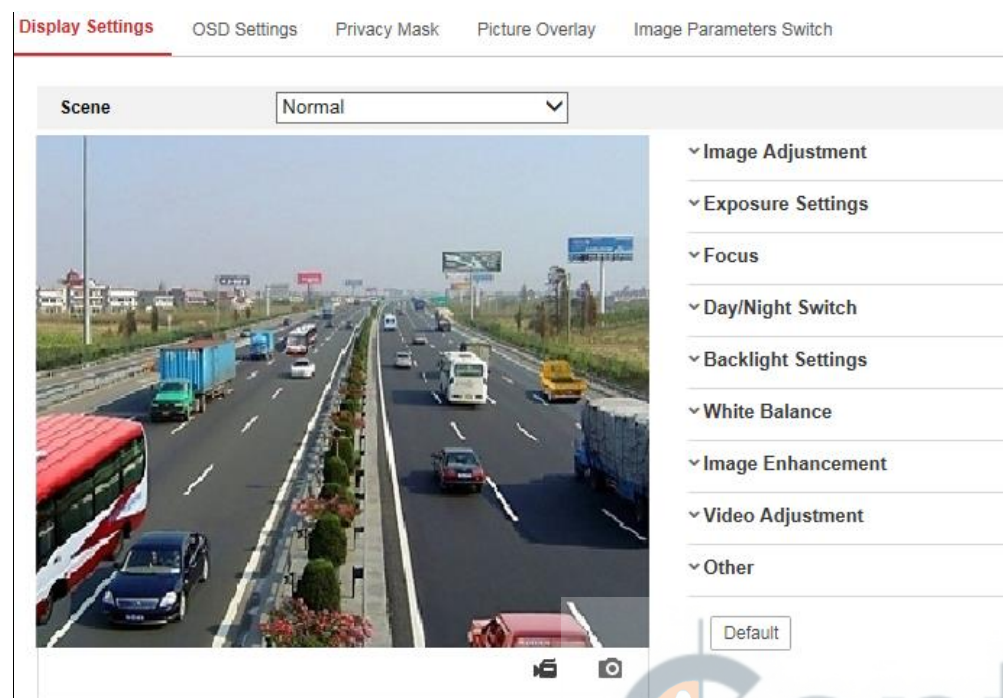 Display Settings OSD Settings Privacy Mask Picture Overlay Image Parameters Switch
Scene Normal
Image Adjustment
Exposure Settings
Focus
Day/Night Switch
Backlight Settings
White Balance
Image Enhancement
Video Adjustment
Other
Default